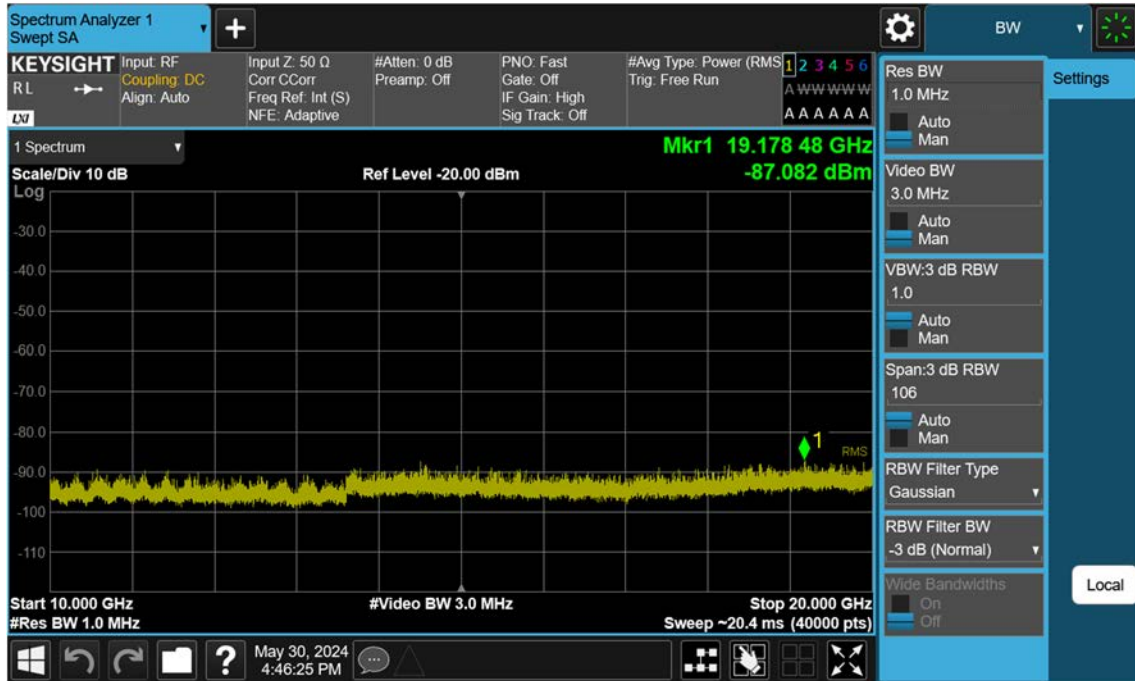 Spectrum Analyzer 1
Swept SA
BW
KEYSIGHT
R L
LXI
Input: RF
Coupling: DC
Align: Auto
Input Z: 50 Ω
Corr CCorr
Freq Ref: Int (S)
NFE: Adaptive
#Atten: 0 dB
Preamp: Off
PNO: Fast
Gate: Off
IF Gain: High
Sig Track: Off
#Avg Type: Power (RMS
Trig: Free Run
1 2 3 4 5 6
A W W W W W
A A A A A A
1 Spectrum
Scale/Div 10 dB
Log
Ref Level -20.00 dBm
Mkr1 19.178 48 GHz
-87.082 dBm
-30.0
-40.0
-50.0
-60.0
-70.0
-80.0
-90.0
-100
-110
1
RMS
Start 10.000 GHz
#Res BW 1.0 MHz
#Video BW 3.0 MHz
Stop 20.000 GHz
Sweep ~20.4 ms (40000 pts)
Res BW
1.0 MHz
Auto
Man
Video BW
3.0 MHz
Auto
Man
VBW:3 dB RBW
1.0
Auto
Man
Span:3 dB RBW
106
Auto
Man
RBW Filter Type
Gaussian
RBW Filter BW
-3 dB (Normal)
Wide Bandwidths
On
Off
Settings
Local
?
May 30, 2024
4:46:25 PM